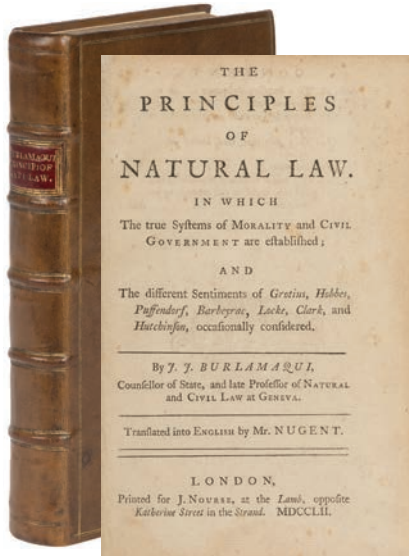 URLAMAQUI
NATL LAW.
THE
PRINCIPLES
OF
NATURAL LAW.
IN WHICH
The true Syſtems of MORALITY and CIVIL
GOVERNMENT are eſtabliſhed;
AND
The different Sentiments of Grotius, Hobbes,
Puffendorf, Barbeyrac, Locke, Clark, and
Hutchinſon, occaſionally conſidered.
By J. J. BURLAMAQUI,
Counſellor of State, and late Profeſſor of NATURAL
and CIVIL LAW at GENEVA.
Tranſlated into ENGLISH by Mr. NUGENT.
LONDON,
Printed for J. NOURSE, at the Lamb, oppoſite
Katherine Street in the Strand. MDCCLII.